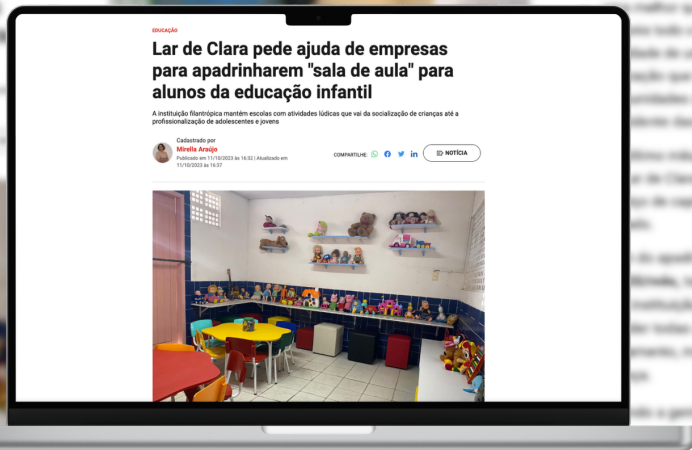 EDUCAÇÃO
Lar de Clara pede ajuda de empresas
para apadrinharem "sala de aula" para
alunos da educação infantil
A instituição filantrópica mantém escolas com atividades lúdicas que vai da socialização de crianças até a
profissionalização de adolescentes e jovens
Cadastrado por
Mirella Araújo
Publicado em 11/10/2023 às 16:32 | Atualizado em
11/10/2023 às 16:37
COMPARTILHE:
NOTÍCIA